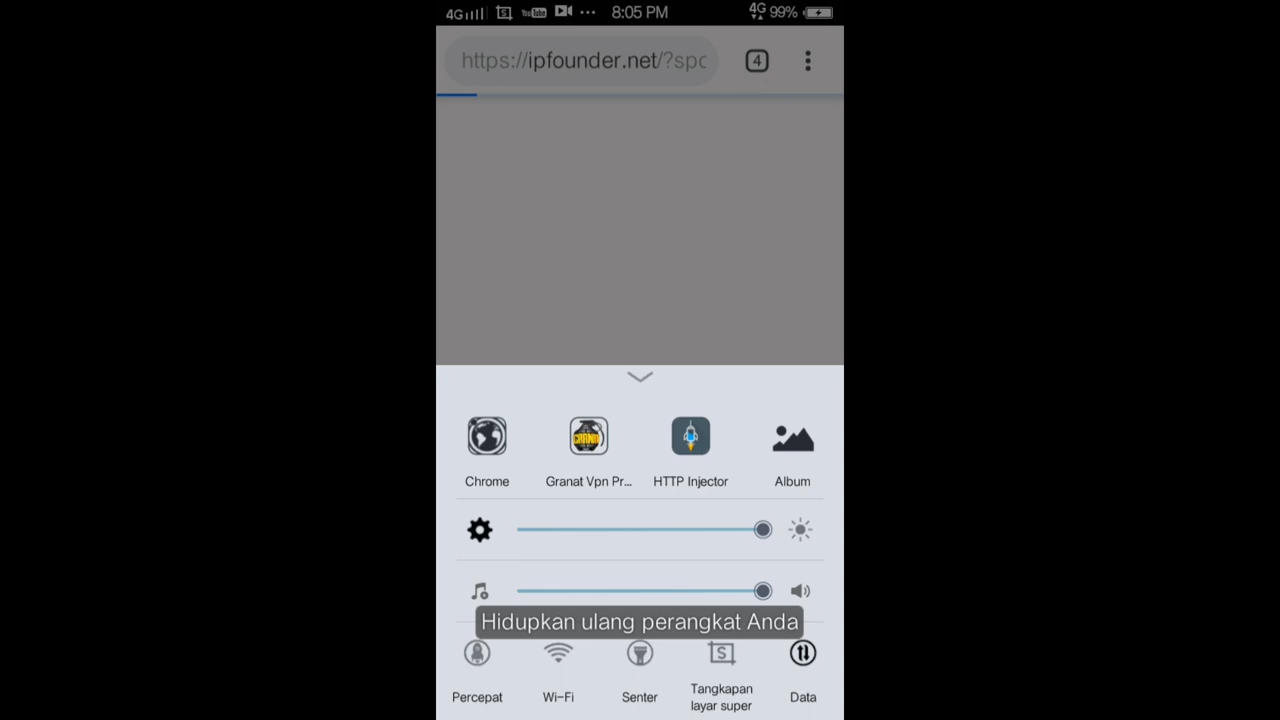 4G 8:05 PM 4G 99%
https://ipfounder.net/?spc
4
Chrome Granat Vpn Pr... HTTP Injector Album
Hidupkan ulang perangkat Anda
S
Percepat Wi-Fi Senter Tangkapan layar super Data